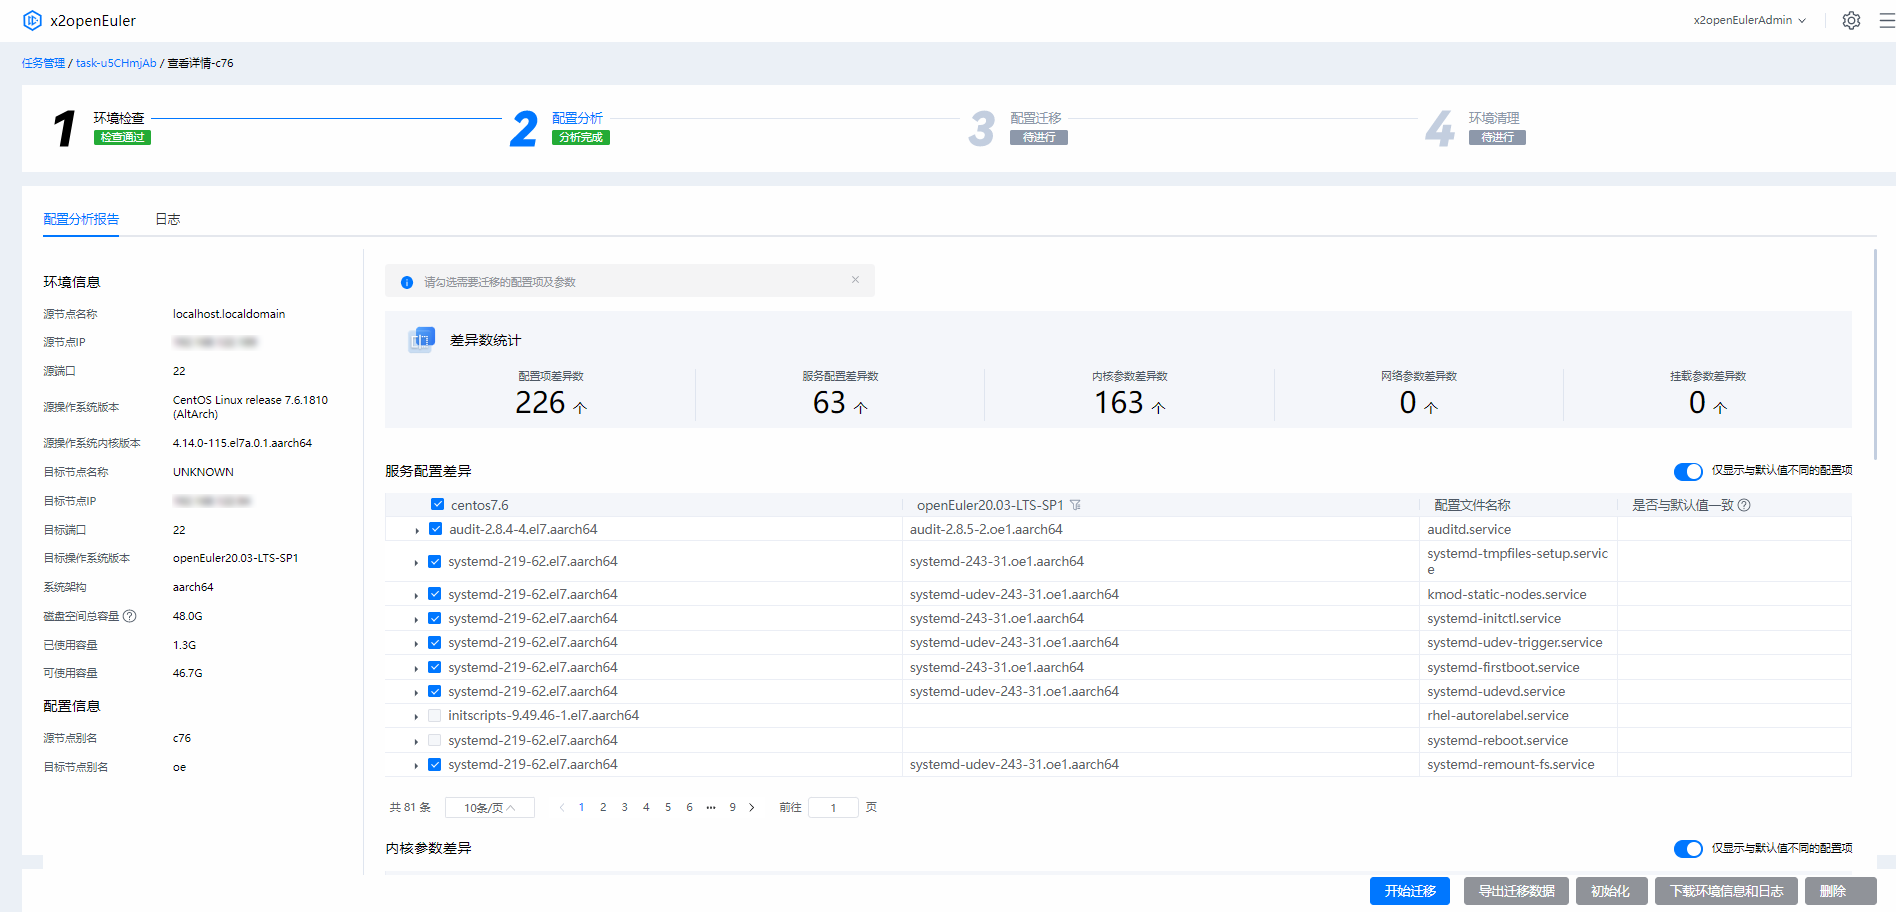 x2openEuler
x2openEulerAdmin
任务管理 / task-u5CHmjAb / 查看详情-c76
1 环境检查 检查通过
2 配置分析 分析完成
3 配置迁移 待进行
4 环境清理 待进行
配置分析报告 日志
环境信息
源节点名称 localhost.localdomain
源节点IP
源端口 22
源操作系统版本 CentOS Linux release 7.6.1810 (AltArch)
源操作系统内核版本 4.14.0-115.el7a.0.1.aarch64
目标节点名称 UNKNOWN
目标节点IP
目标端口 22
目标操作系统版本 openEuler20.03-LTS-SP1
系统架构 aarch64
磁盘空间总容量 48.0G
已使用容量 1.3G
可使用容量 46.7G
配置信息
源节点别名 c76
目标节点别名 oe
请勾选需要迁移的配置项及参数
差异数统计
配置项差异数 服务配置差异数 内核参数差异数 网络参数差异数 挂载参数差异数
226 个 63 个 163 个 0 个 0 个
服务配置差异 仅显示与默认值不同的配置项
centos7.6 openEuler20.03-LTS-SP1 配置文件名称 是否与默认值一致
audit-2.8.4-4.el7.aarch64 audit-2.8.5-2.oe1.aarch64 auditd.service
systemd-219-62.el7.aarch64 systemd-243-31.oe1.aarch64 systemd-tmpfiles-setup.servic
e
systemd-219-62.el7.aarch64 systemd-udev-243-31.oe1.aarch64 kmod-static-nodes.service
systemd-219-62.el7.aarch64 systemd-243-31.oe1.aarch64 systemd-initctl.service
systemd-219-62.el7.aarch64 systemd-udev-243-31.oe1.aarch64 systemd-udev-trigger.service
systemd-219-62.el7.aarch64 systemd-243-31.oe1.aarch64 systemd-firstboot.service
systemd-219-62.el7.aarch64 systemd-udev-243-31.oe1.aarch64 systemd-udevd.service
initscripts-9.49.46-1.el7.aarch64 rhel-autorelabel.service
systemd-219-62.el7.aarch64 systemd-reboot.service
systemd-219-62.el7.aarch64 systemd-udev-243-31.oe1.aarch64 systemd-remount-fs.service
共 81 条 10条/页 1 2 3 4 5 6 ••• 9 前往 1 页
内核参数差异 仅显示与默认值不同的配置项
开始迁移 导出迁移数据 初始化 下载环境信息和日志 删除